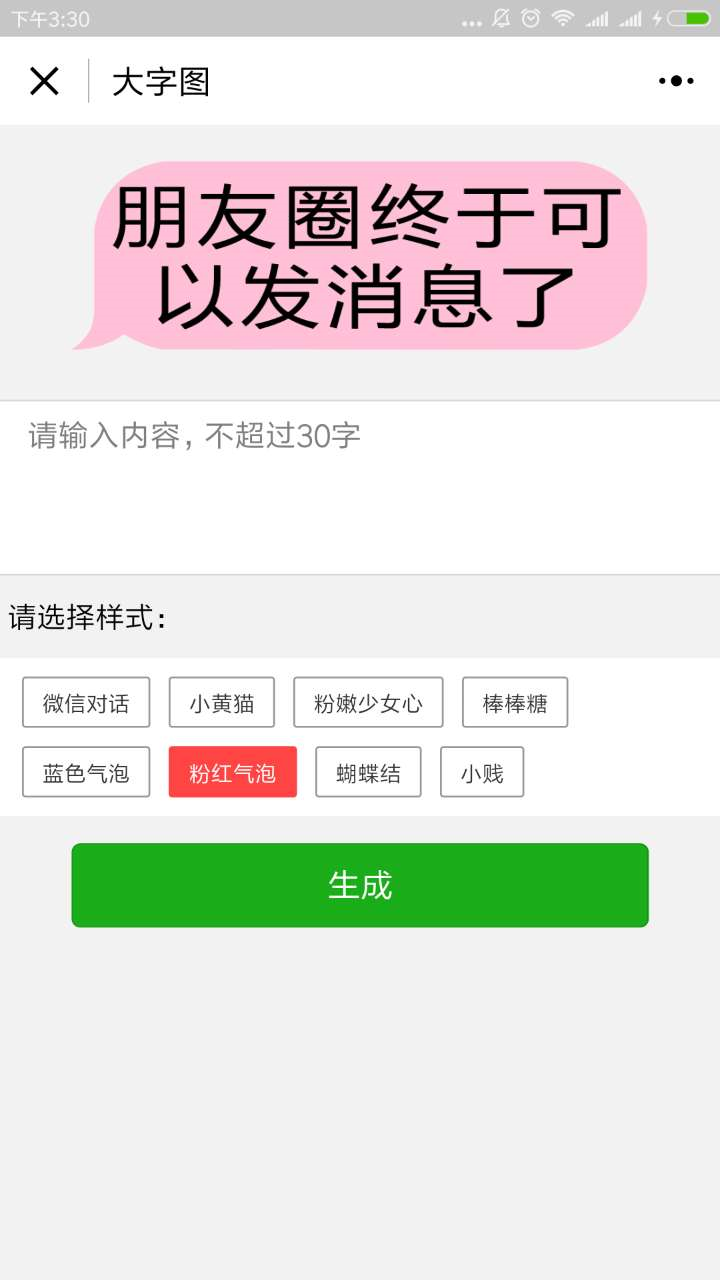 下午3:30
大字图
朋友圈终于可
以发消息了
请输入内容，不超过30字
请选择样式：
微信对话 小黄猫 粉嫩少女心 棒棒糖
蓝色气泡 粉红气泡 蝴蝶结 小贱
生成